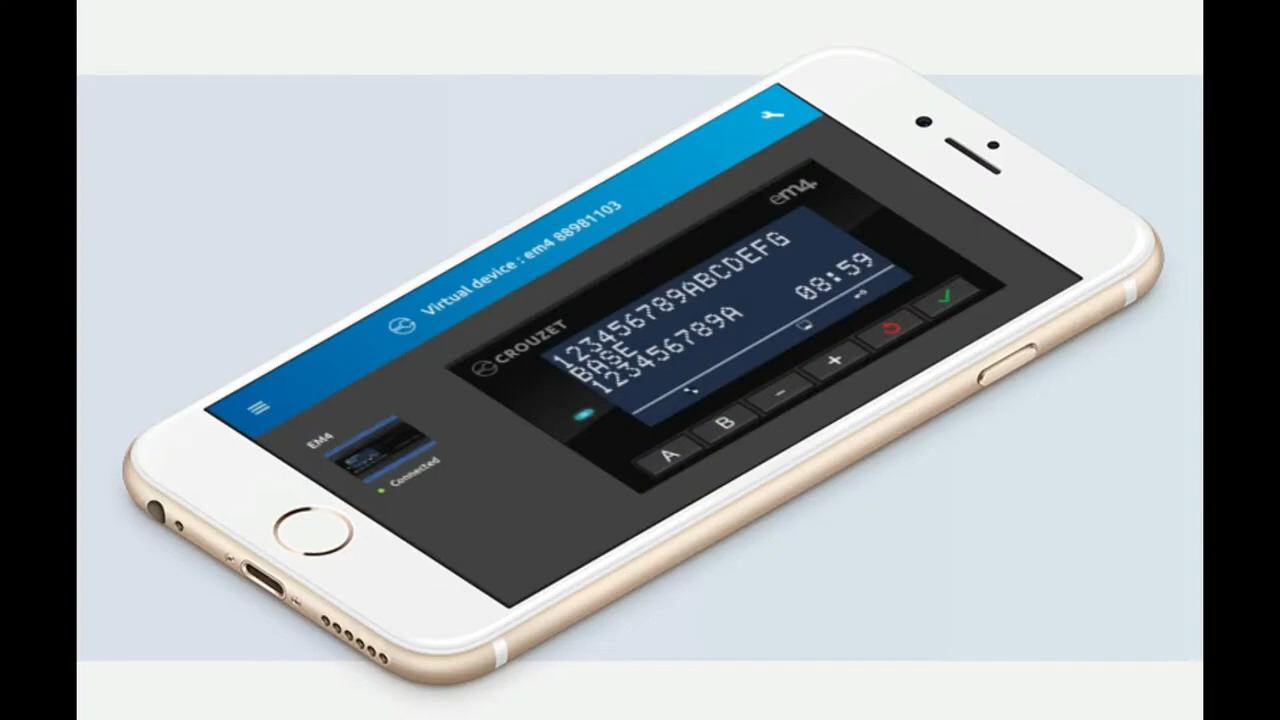 Virtual device : em4 88981103
EM4
Connected
CROUZET
em4
123456789ABCDEFG
BASE
123456789A 08:59
A B - +